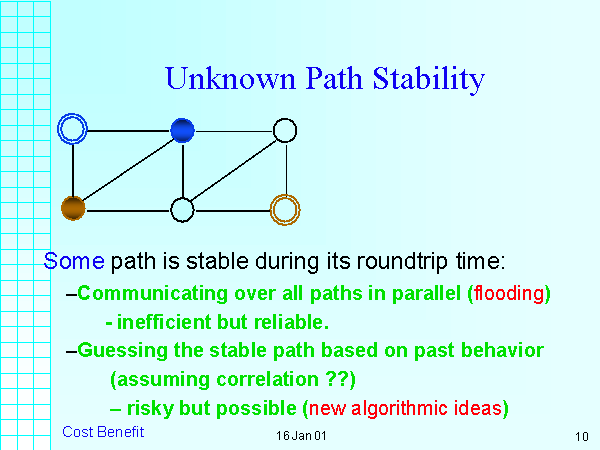 Unknown Path Stability
Some path is stable during its roundtrip time:
–Communicating over all paths in parallel (flooding)
- inefficient but reliable.
–Guessing the stable path based on past behavior
(assuming correlation ??)
– risky but possible (new algorithmic ideas)
Cost Benefit
16 Jan 01
10